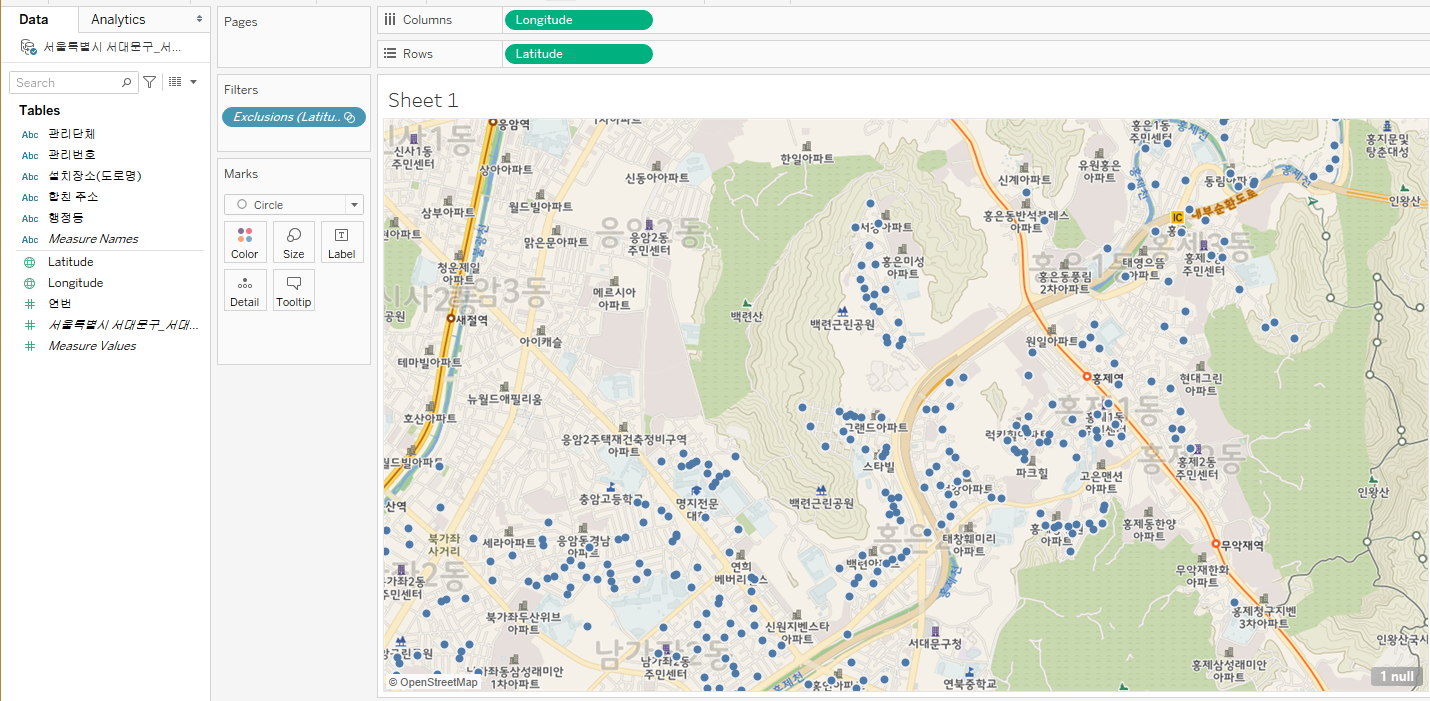 Data
Analytics
서울특별시 서대문구_서...
Search
Tables
Abc 관리단체
Abc 관리번호
Abc 설치장소(도로명)
Abc 합친 주소
Abc 행정동
Abc Measure Names
Latitude
Longitude
# 연번
# 서울특별시 서대문구_서대...
# Measure Values
Pages
Filters
Exclusions (Latitu..
Marks
Circle
Color
Size
Label
Detail
Tooltip
Columns
Longitude
Rows
Latitude
Sheet 1
응암역
신사1동
주민센터
상아아파트
신동아아파트
한일아파트
신계아파트
유원홍은
아파트
홍은1동
주민센터
홍제천
홍지문및
탕춘대성
동림아파트
홍제천
인왕산
삼부아파트
월드빌아파트
맑은문아파트
응암2동
응암2동
주민센터
불광천
청운제일
아파트
홍은동벽산블레스
아파트
IC
내부순환도로
홍제3동
주민센터
태영으뜸
아파트
홍은1동
홍은동풍림
2차아파트
홍은미성
아파트
메르시아
아파트
백련산
백련근린공원
신사2동
응암3동
새절역
아이캐슬
테마빌아파트
원일아파트
홍제역
현대그린
아파트
뉴월드애필리움
호산아파트
응암2주택재건축정비구역
아파트
그랜드아파트
스타빌
홍제1동
홍제1동
주민센터
파크힐
홍제2동
홍제2동
주민센터
고은맨션
아파트
월드빌아파트
충암고등학교
명지전문
대학
백련근린공원
인왕산
북가좌
사거리
세라아파트
응암동경남
아파트
홍은2동
태창훼미리
아파트
홍제동한양
아파트
무악재역
연희
베버리힐스
무악재한화
아파트
홍제천
북가좌두산위브
아파트
신원지벤스타
아파트
홍제청구지벤
3차아파트
서대문구청
인왕산국사
남가좌2동
남가좌2동
주민센터
북가좌동삼성래미안
1차아파트
홍제천
연북중학교
홍제삼성래미안
아파트
© OpenStreetMap
1 null